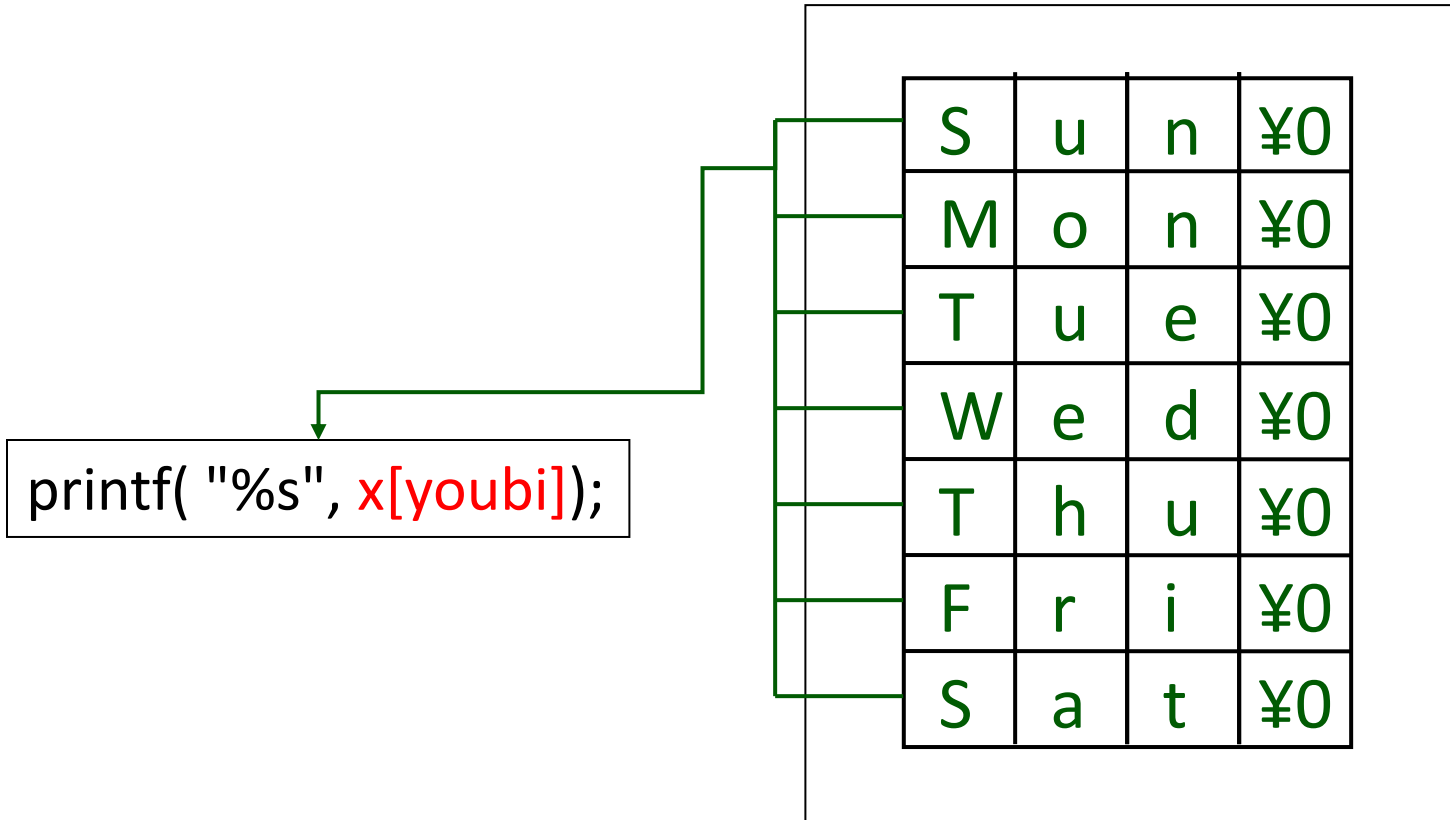 S u n ¥0
M o n ¥0
T u e ¥0
W e d ¥0
T h u ¥0
F r i ¥0
S a t ¥0
printf( "%s", x[youbi]);